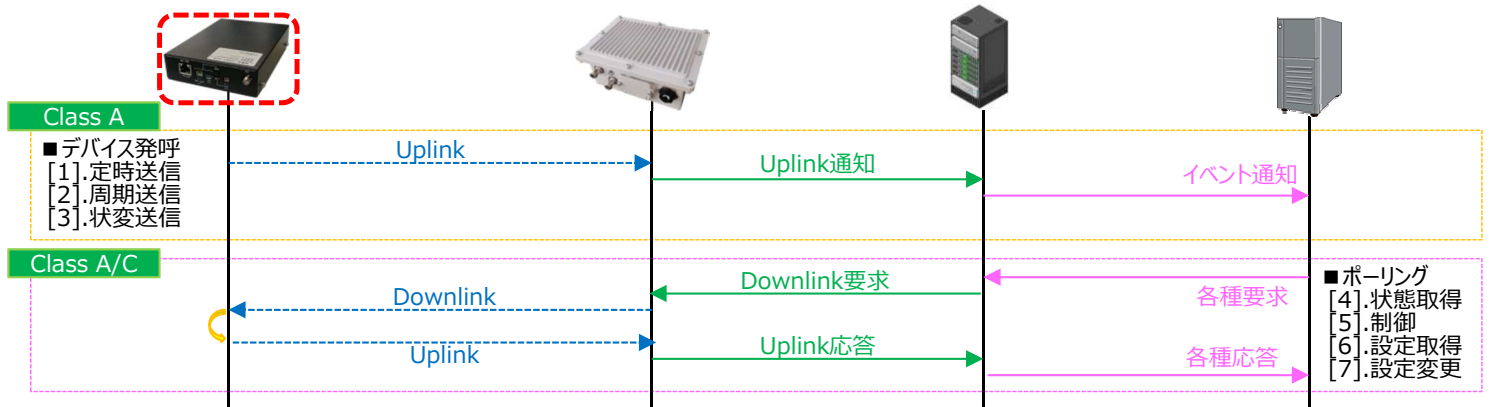 Class A
■デバイス発呼
[1].定時送信
[2].周期送信
[3].状変送信
Uplink
Uplink通知
イベント通知
Class A/C
■ポーリング
[4].状態取得
[5].制御
[6].設定取得
[7].設定変更
各種要求
Downlink要求
Downlink
Uplink
Uplink応答
各種応答